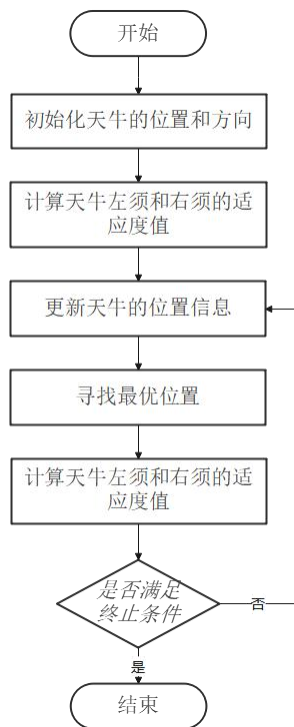 开始
初始化天牛的位置和方向
计算天牛左须和右须的适
应度值
更新天牛的位置信息
寻找最优位置
计算天牛左须和右须的适
应度值
是否满足
终止条件
否
是
结束